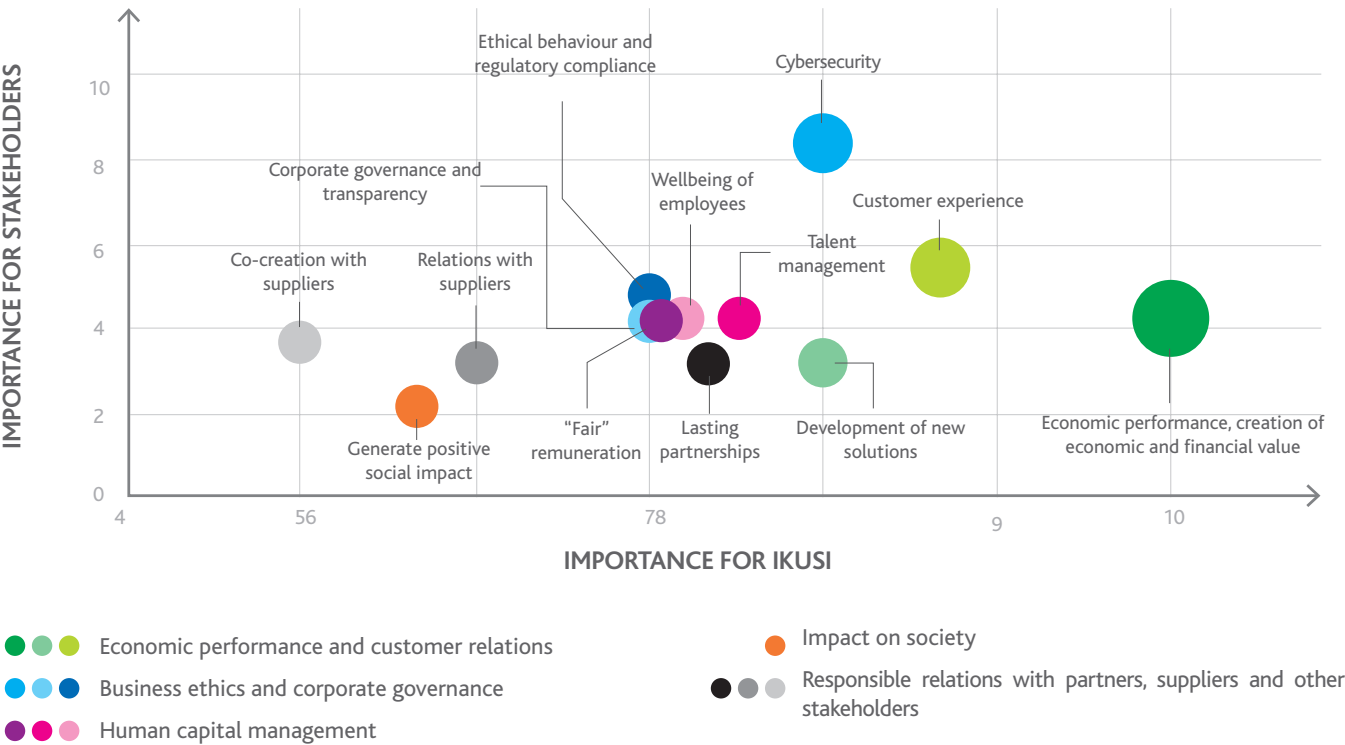 IMPORTANCE FOR STAKEHOLDERS
10
8
6
4
2
0
Ethical behaviour and
regulatory compliance
Cybersecurity
Corporate governance and
transparency
Wellbeing of
employees
Customer experience
Talent
management
Co-creation with
suppliers
Relations with
suppliers
Generate positive
social impact
“Fair”
remuneration
Lasting
partnerships
Development of new
solutions
Economic performance, creation of
economic and financial value
4
56
78
9
10
IMPORTANCE FOR IKUSI
Economic performance and customer relations
Business ethics and corporate governance
Human capital management
Impact on society
Responsible relations with partners, suppliers and other
stakeholders